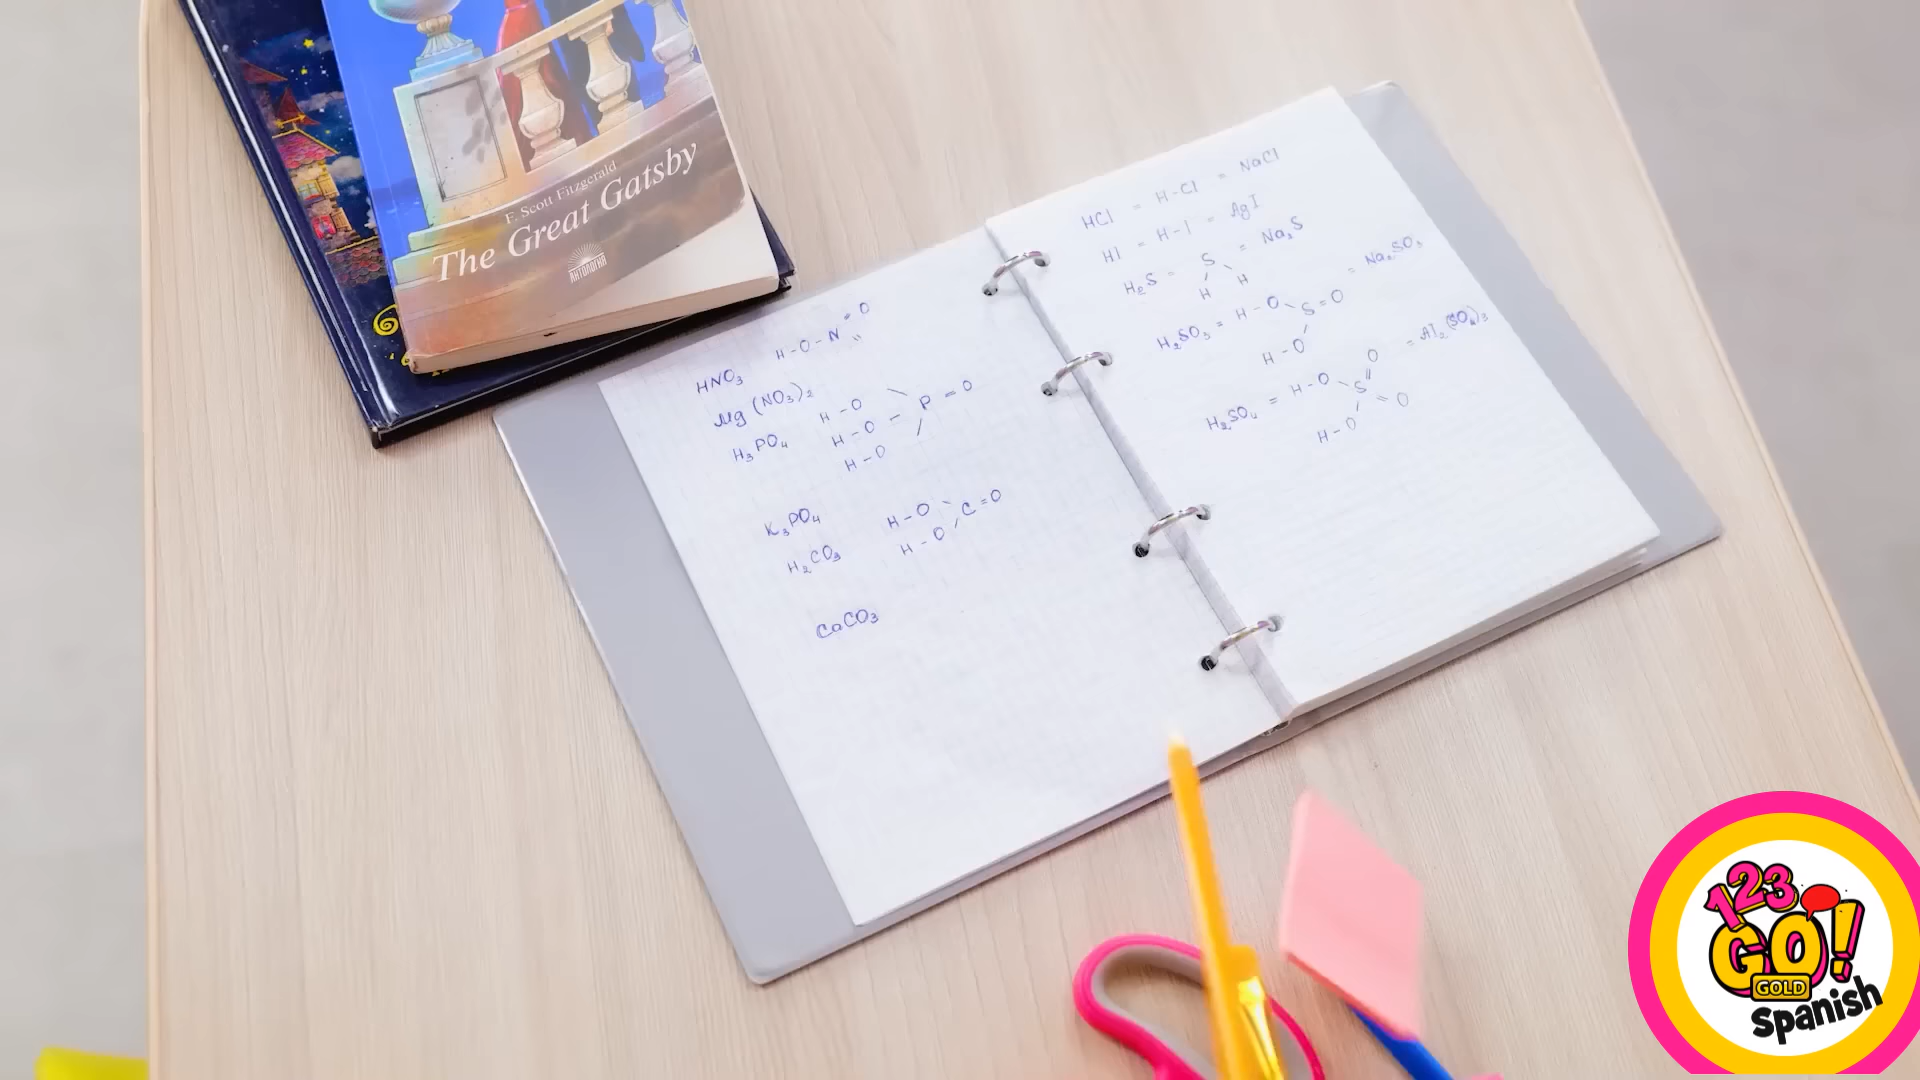 F. Scott Fitzgerald
The Great Gatsby
АНТОЛОГИЯ
HNO₃ H-O-N=O
Mg(NO₃)₂
H₃PO₄ H-O
H-O - P=O
H-O
K₃PO₄
H₂CO₃ H-O C=O
H-O
CaCO₃
HCl = H-Cl = NaCl
HI = H-I = AgI
H₂S - S = Na₂S
H H
H₂SO₃ = H-O S=O = Na₂SO₃
H-O
H₂SO₄ = H-O S O = Al₂(SO₄)₃
O
H-O
123
GO!
GOLD
Spanish